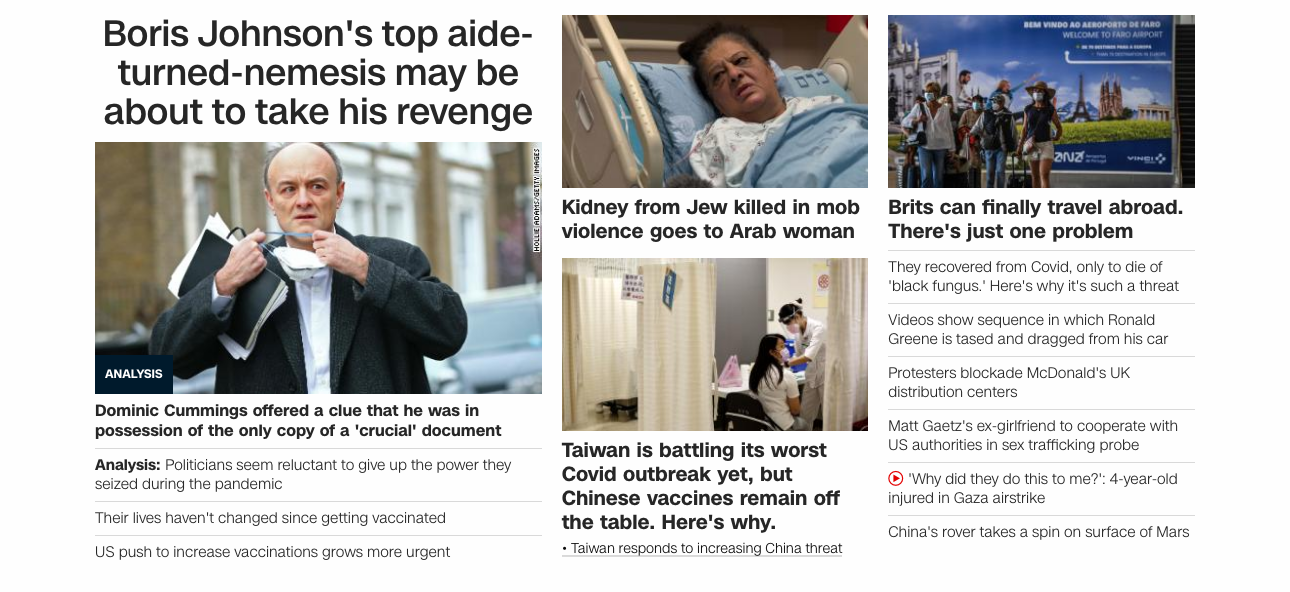 Boris Johnson's top aide-
turned-nemesis may be
about to take his revenge
HOLLIE ADAMS/GETTY IMAGES
ANALYSIS
Dominic Cummings offered a clue that he was in
possession of the only copy of a 'crucial' document
Analysis: Politicians seem reluctant to give up the power they
seized during the pandemic
Their lives haven't changed since getting vaccinated
US push to increase vaccinations grows more urgent
Kidney from Jew killed in mob
violence goes to Arab woman
Taiwan is battling its worst
Covid outbreak yet, but
Chinese vaccines remain off
the table. Here's why.
• Taiwan responds to increasing China threat
BEM VINDO AO AEROPORTO DE FARO
WELCOME TO FARO AIRPORT
ana
VINCI
Brits can finally travel abroad.
There's just one problem
They recovered from Covid, only to die of
'black fungus.' Here's why it's such a threat
Videos show sequence in which Ronald
Greene is tased and dragged from his car
Protesters blockade McDonald's UK
distribution centers
Matt Gaetz's ex-girlfriend to cooperate with
US authorities in sex trafficking probe
'Why did they do this to me?': 4-year-old
injured in Gaza airstrike
China's rover takes a spin on surface of Mars